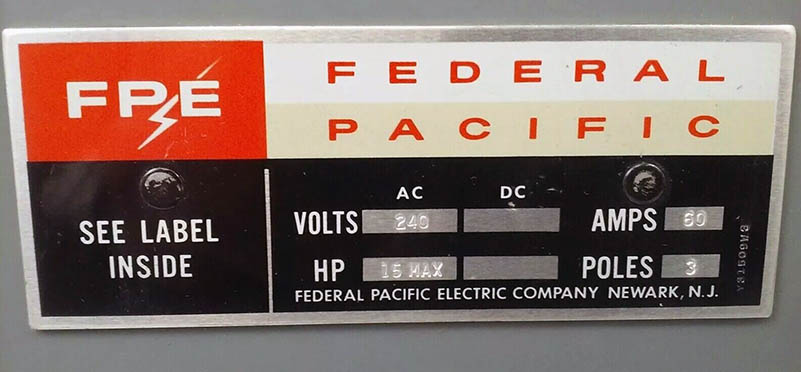 FPE
FEDERAL
PACIFIC
SEE LABEL
INSIDE
AC DC
VOLTS 240 AMPS 60
HP 15 MAX POLES 3
FEDERAL PACIFIC ELECTRIC COMPANY NEWARK, N.J.